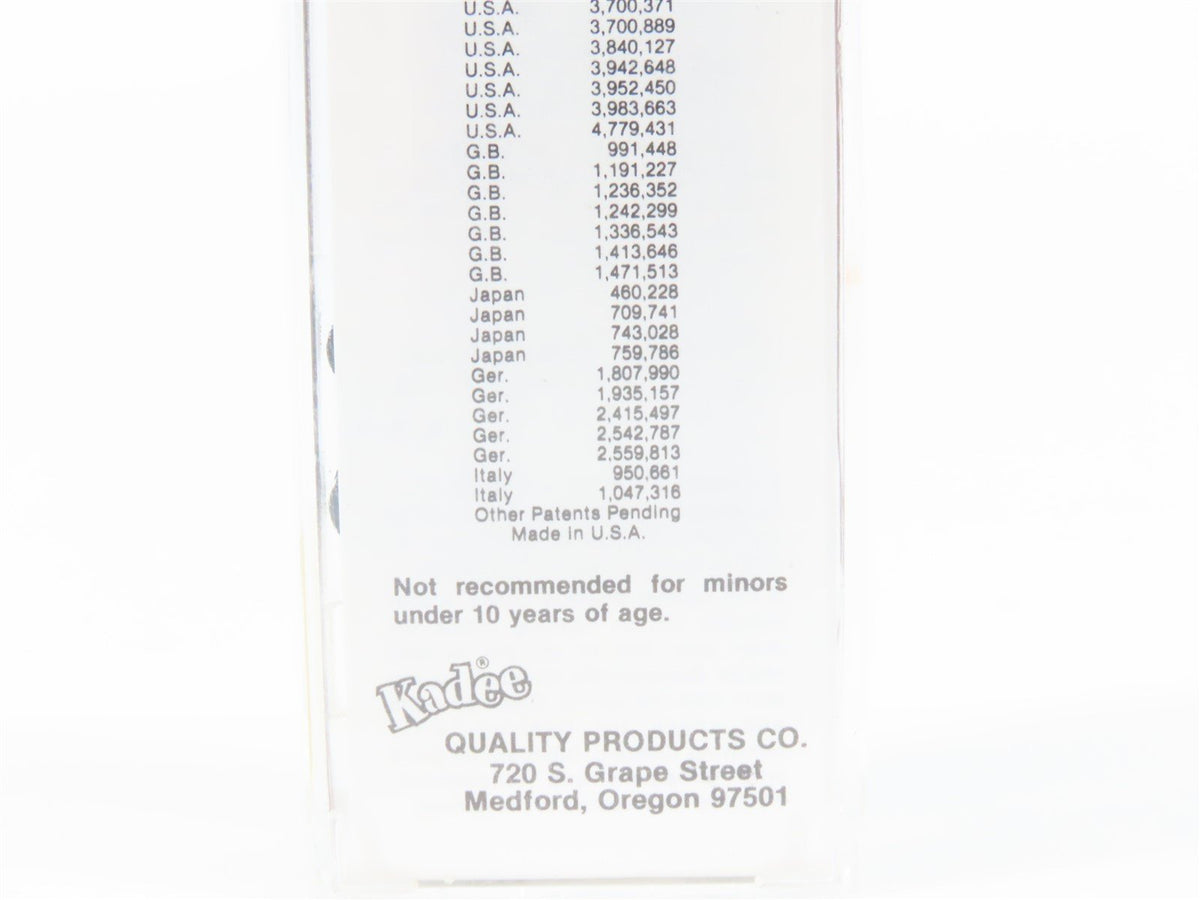 U.S.A. 3,700,371
U.S.A. 3,700,889
U.S.A. 3,840,127
U.S.A. 3,942,648
U.S.A. 3,952,450
U.S.A. 3,983,663
U.S.A. 4,779,431
G.B. 991,448
G.B. 1,191,227
G.B. 1,236,352
G.B. 1,242,299
G.B. 1,336,543
G.B. 1,413,646
G.B. 1,471,513
Japan 460,228
Japan 709,741
Japan 743,028
Japan 759,786
Ger. 1,807,990
Ger. 1,935,157
Ger. 2,415,497
Ger. 2,542,787
Ger. 2,559,813
Italy 950,661
Italy 1,047,316
Other Patents Pending
Made in U.S.A.
Not recommended for minors
under 10 years of age.
Kadee®
QUALITY PRODUCTS CO.
720 S. Grape Street
Medford, Oregon 97501